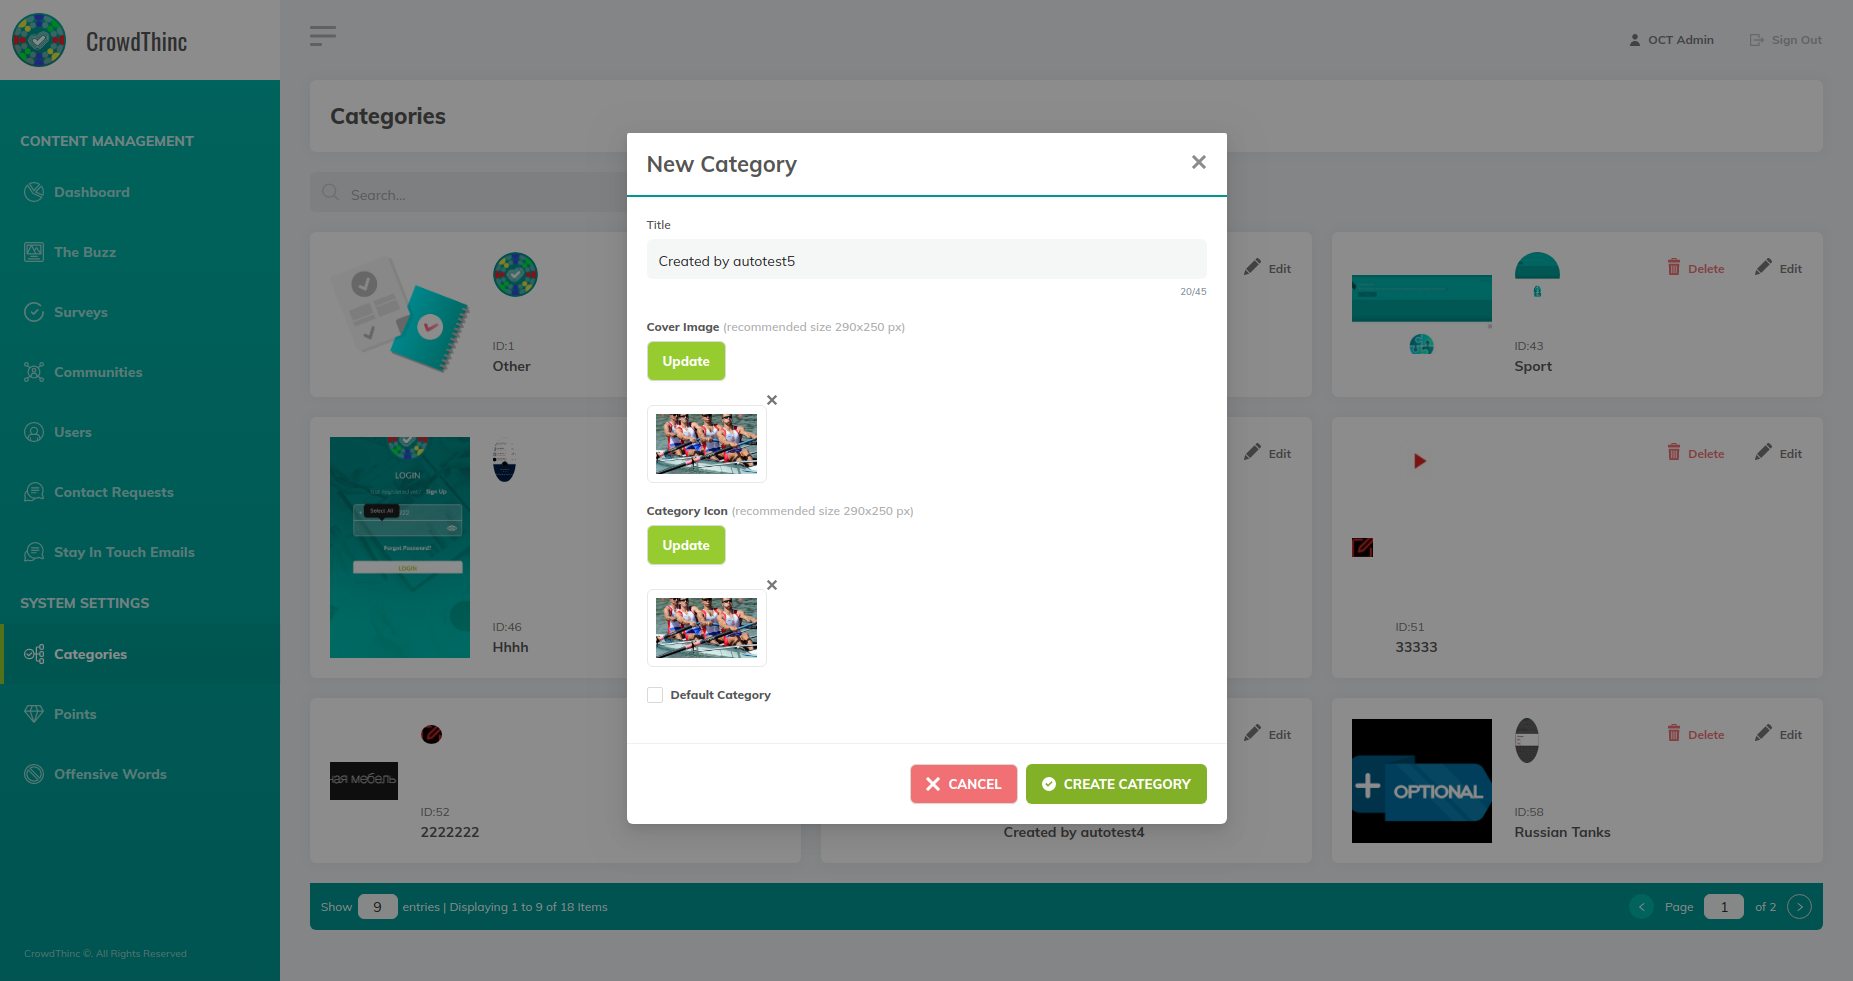 CrowdThinc
OCT Admin
Sign Out
CONTENT MANAGEMENT
Dashboard
The Buzz
Surveys
Communities
Users
Contact Requests
Stay In Touch Emails
SYSTEM SETTINGS
Categories
Points
Offensive Words
CrowdThinc ©. All Rights Reserved
Categories
Search...
New Category
Title
Created by autotest5
20/45
Cover Image (recommended size 290x250 px)
Update
Category Icon (recommended size 290x250 px)
Update
Default Category
CANCEL
CREATE CATEGORY
ID:1
Other
Edit
Delete
Edit
ID:43
Sport
LOGIN
Sign Up
Select All
Forgot Password?
LOGIN
ID:46
Hhhh
Edit
Delete
Edit
ID:51
33333
ная мебель
ID:52
2222222
Edit
Created by autotest4
OPTIONAL
Delete
Edit
ID:58
Russian Tanks
Show 9 entries | Displaying 1 to 9 of 18 Items
Page 1 of 2